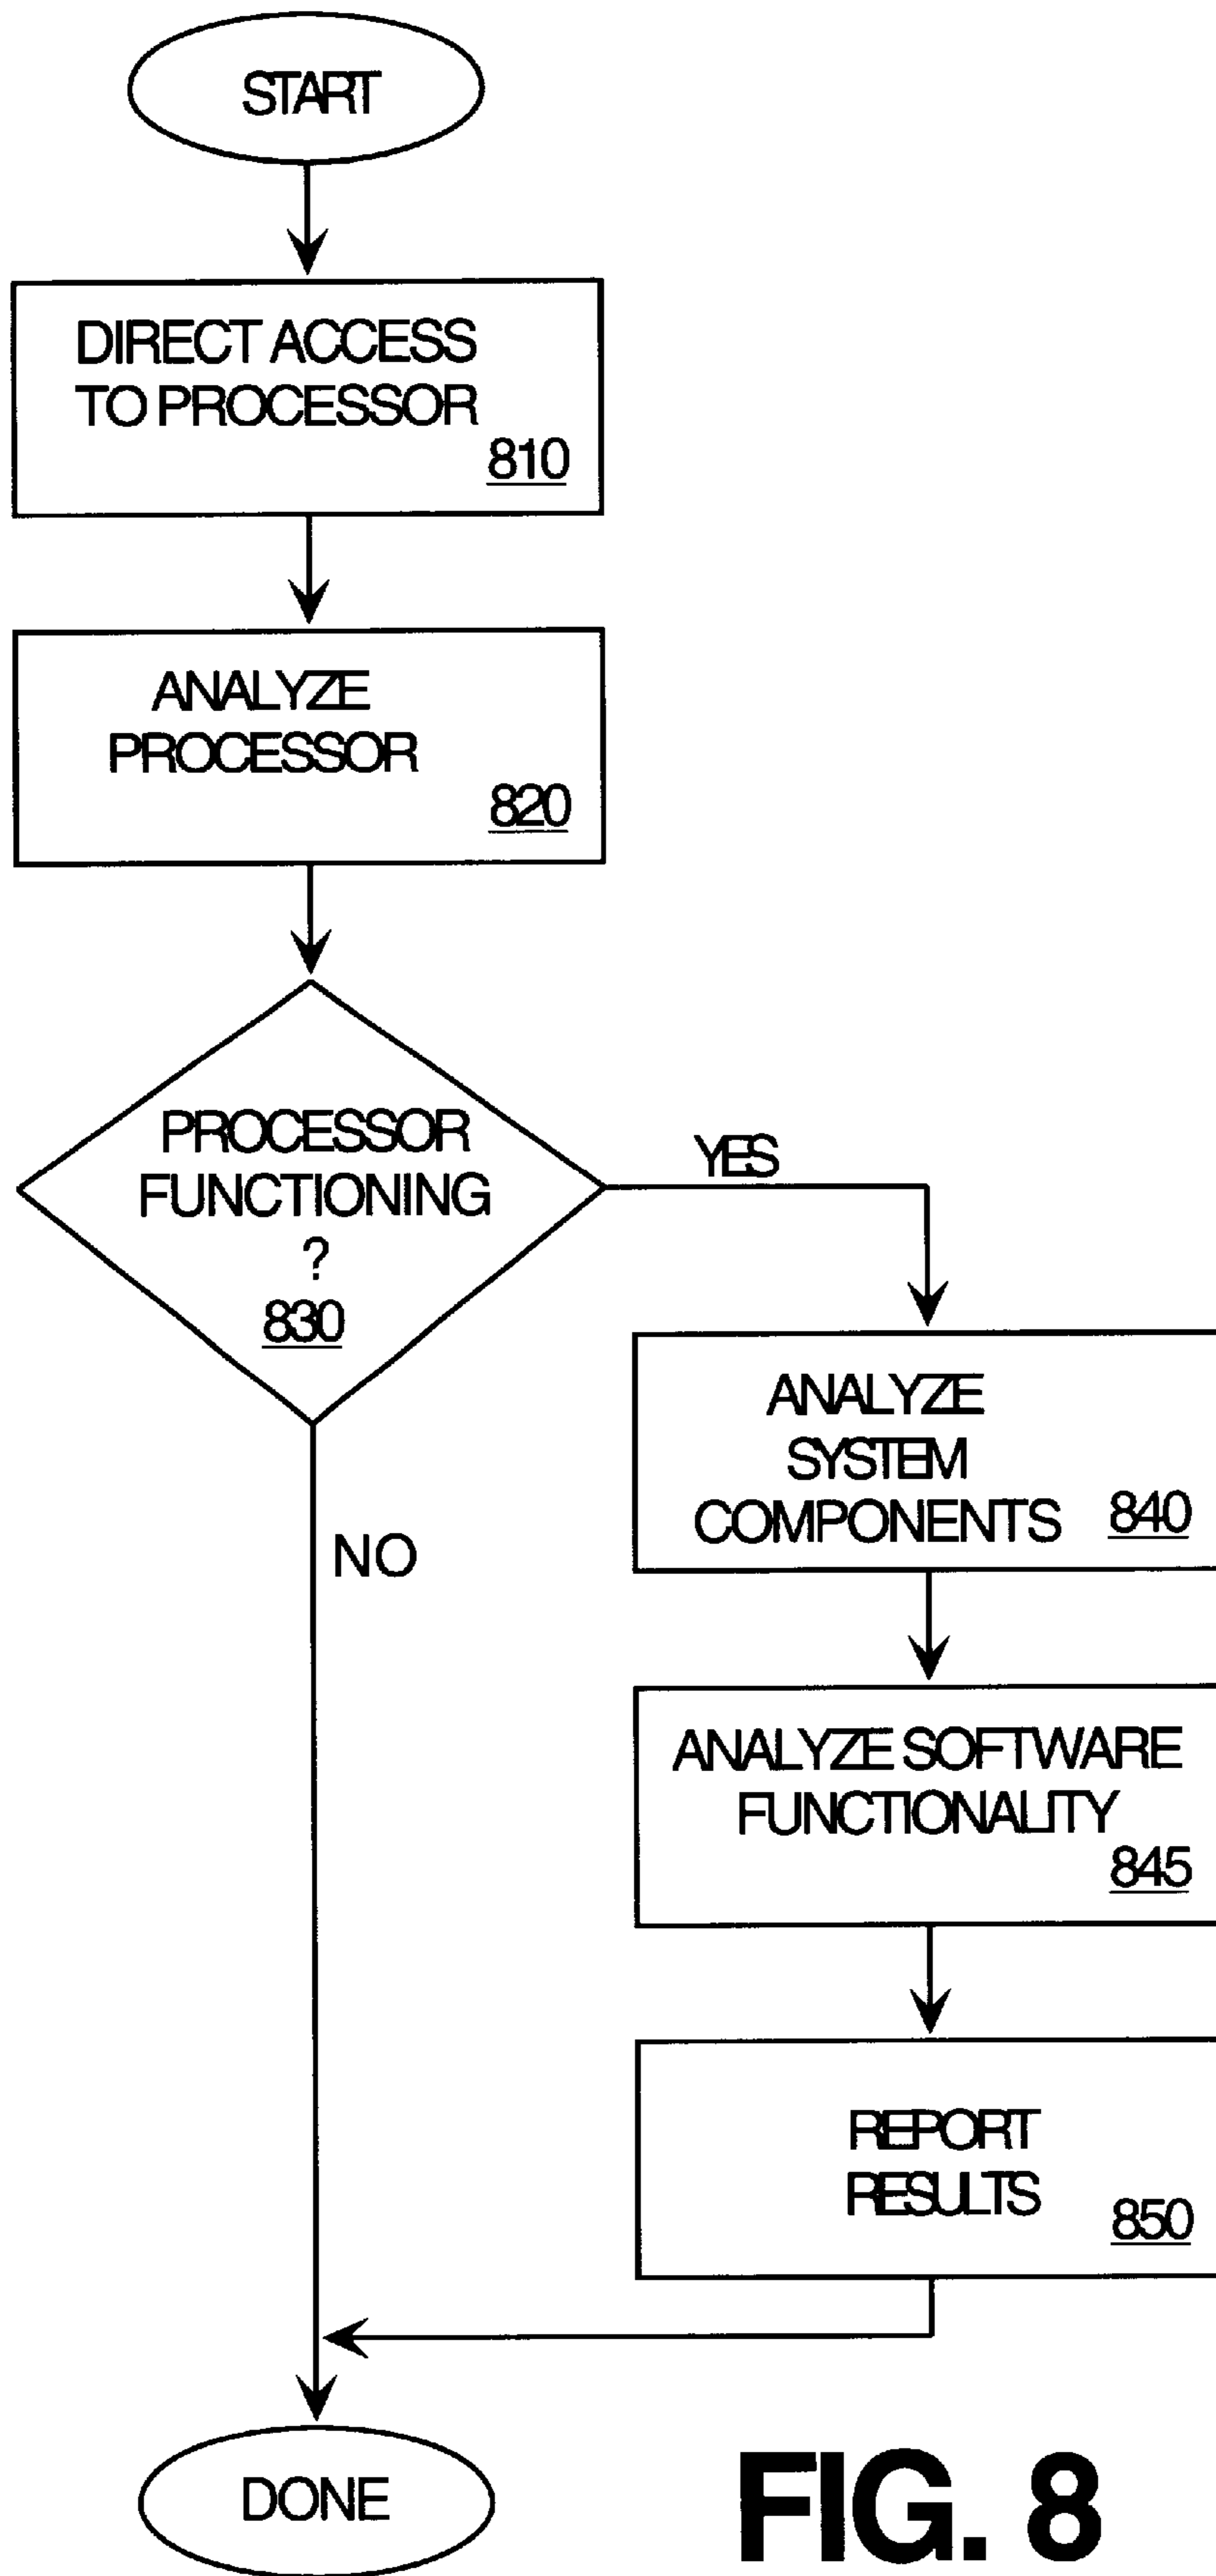 START
DIRECT ACCESS
TO PROCESSOR
810
ANALYZE
PROCESSOR
820
PROCESSOR
FUNCTIONING
?
830
YES
NO
ANALYZE
SYSTEM
COMPONENTS 840
ANALYZE SOFTWARE
FUNCTIONALITY
845
REPORT
RESULTS
850
DONE
FIG. 8